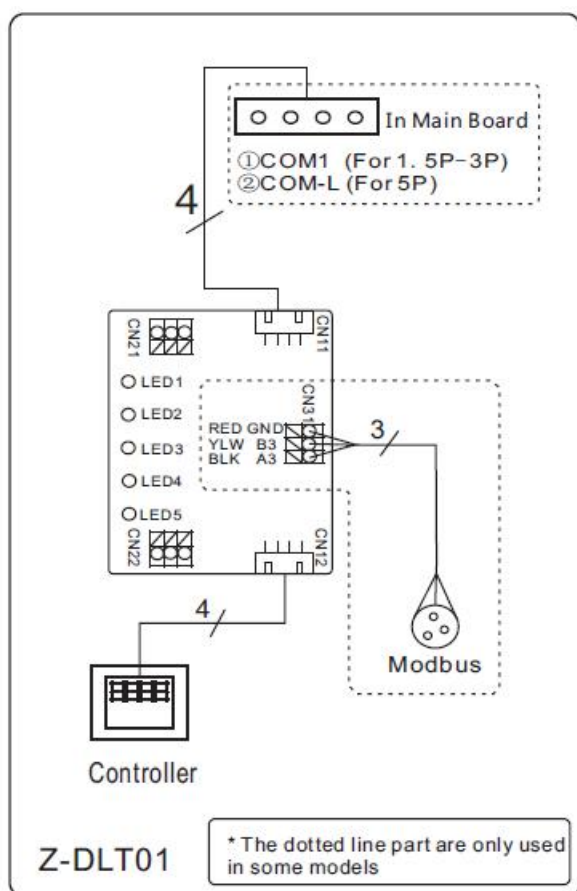 In Main Board
①COM1 (For 1. 5P-3P)
②COM-L (For 5P)
4
CN21
CN11
LED1
LED2
LED3
LED4
LED5
CN31
RED GND
YLW B3
BLK A3
3
CN22
CN12
4
Modbus
Controller
Z-DLT01
* The dotted line part are only used
in some models